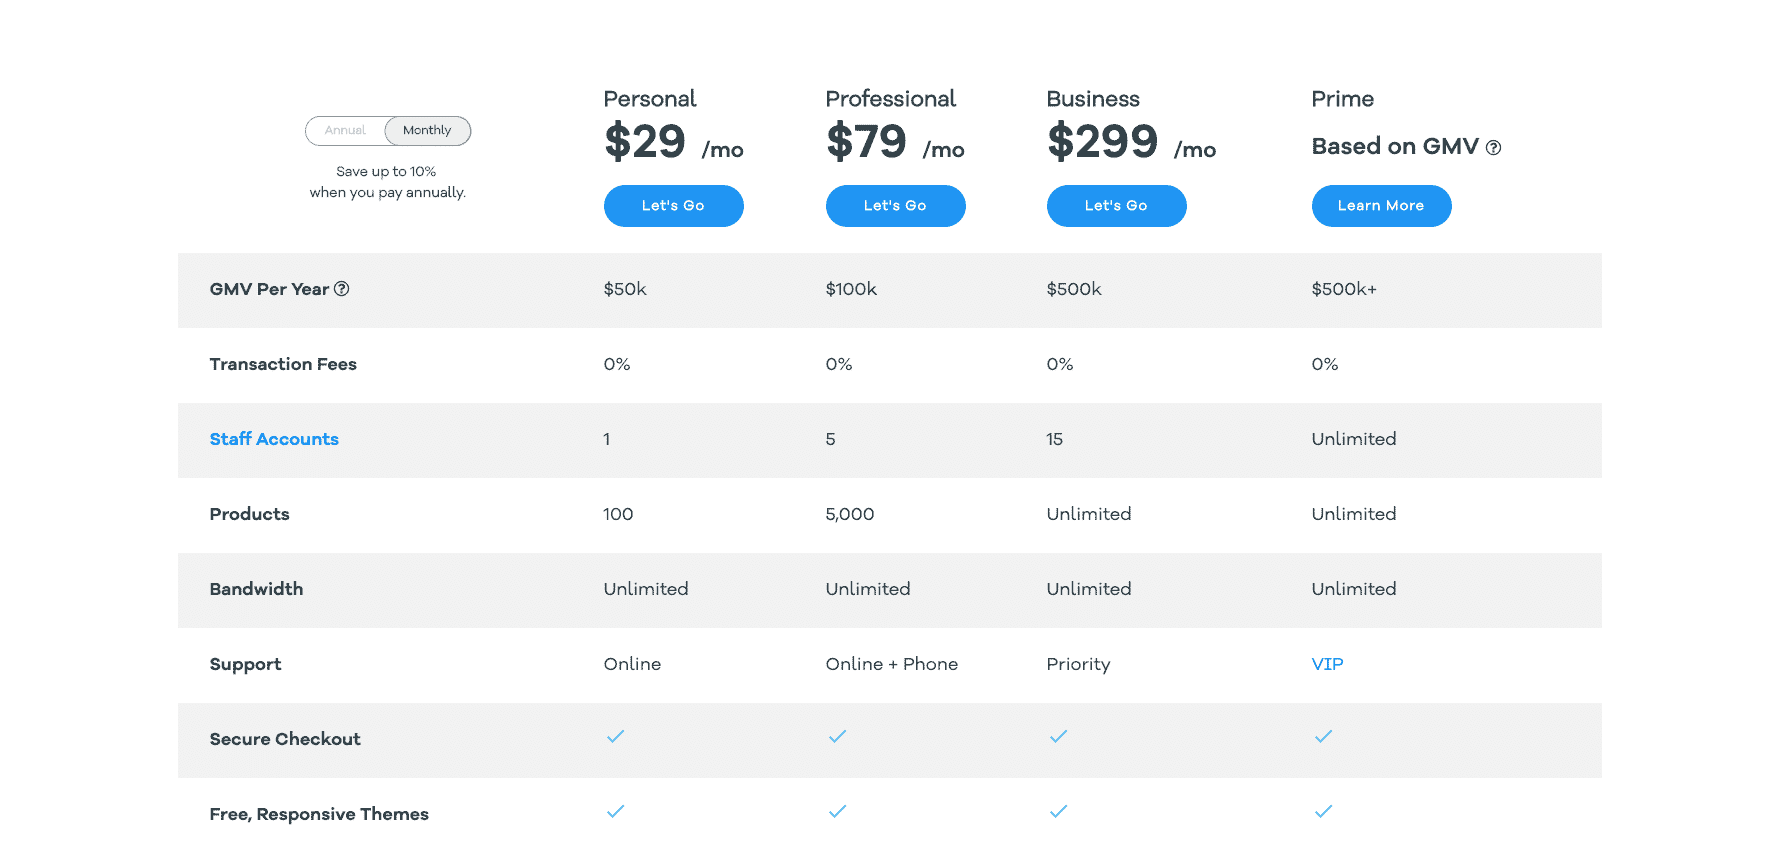 Annual Monthly
Save up to 10%
when you pay annually.
Personal Professional Business Prime
$29 /mo $79 /mo $299 /mo Based on GMV ?
Let's Go Let's Go Let's Go Learn More
GMV Per Year ? $50k $100k $500k $500k+
Transaction Fees 0% 0% 0% 0%
Staff Accounts 1 5 15 Unlimited
Products 100 5,000 Unlimited Unlimited
Bandwidth Unlimited Unlimited Unlimited Unlimited
Support Online Online + Phone Priority VIP
Secure Checkout
Free, Responsive Themes